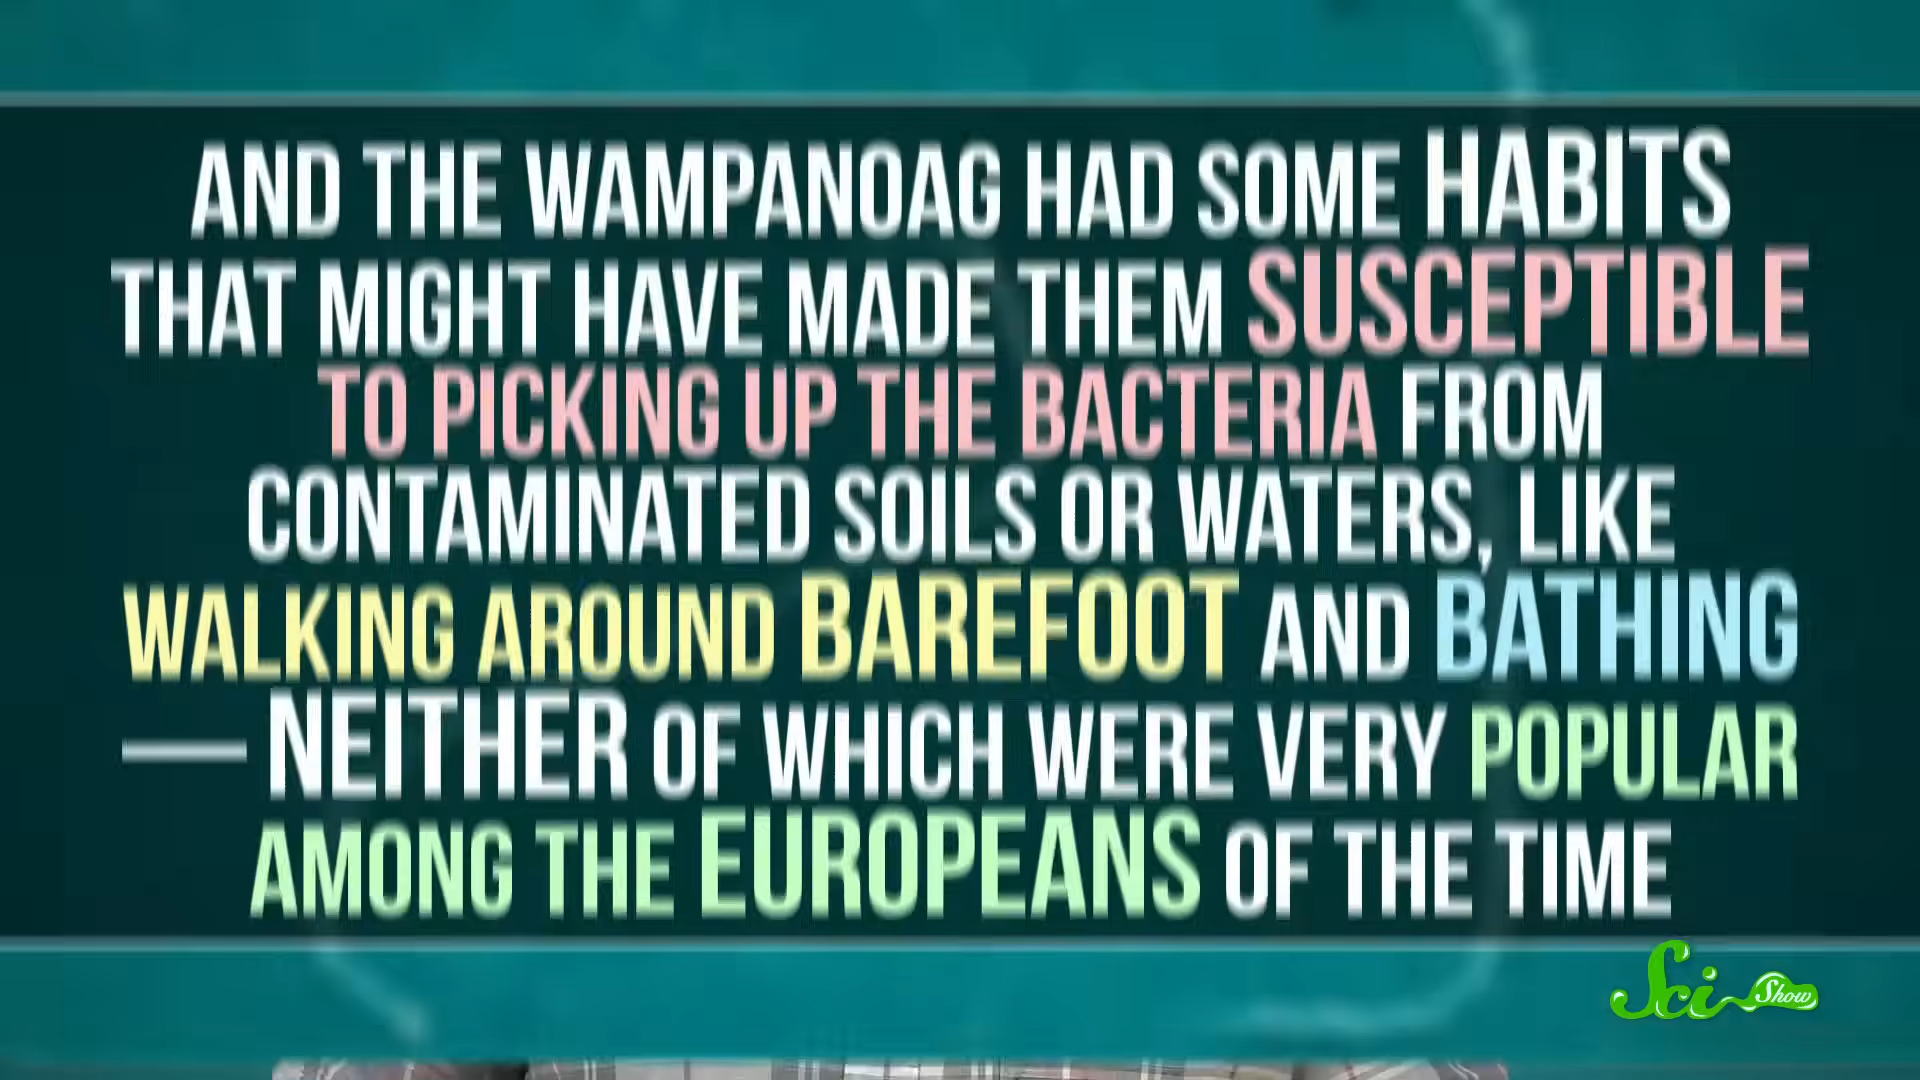 AND THE WAMPANOAG HAD SOME HABITS
THAT MIGHT HAVE MADE THEM SUSCEPTIBLE
TO PICKING UP THE BACTERIA FROM
CONTAMINATED SOILS OR WATERS, LIKE
WALKING AROUND BAREFOOT AND BATHING
— NEITHER OF WHICH WERE VERY POPULAR
AMONG THE EUROPEANS OF THE TIME
Sci Show